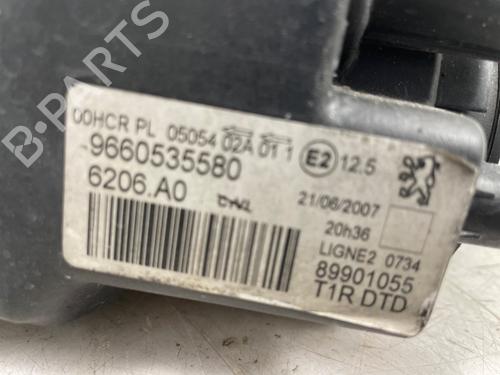 B-PARTS
00HCR PL 05054 02A 01 1 E2 12.5
-9660535580
6206.A0
21/06/2007
20h36
LIGNE2 0734
89901055
T1R DTD